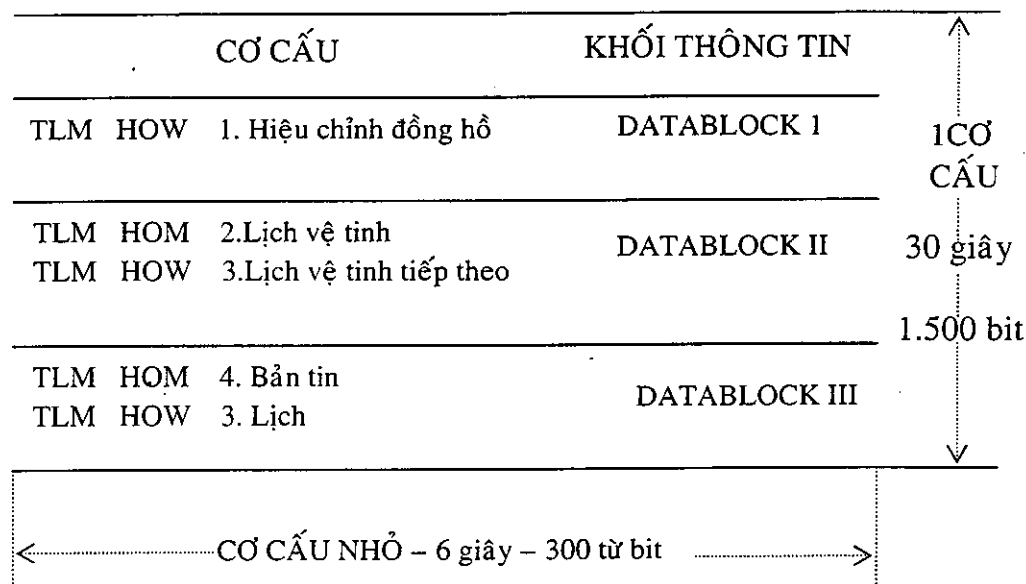 CƠ CẤU KHỐI THÔNG TIN
TLM HOW 1. Hiệu chỉnh đồng hồ DATABLOCK 1
1CƠ
CẤU
TLM HOM 2.Lịch vệ tinh
TLM HOW 3.Lịch vệ tinh tiếp theo
DATABLOCK II
30 giây
1.500 bit
TLM HOM 4. Bản tin
TLM HOW 3. Lịch
DATABLOCK III
CƠ CẤU NHỎ – 6 giây – 300 từ bit